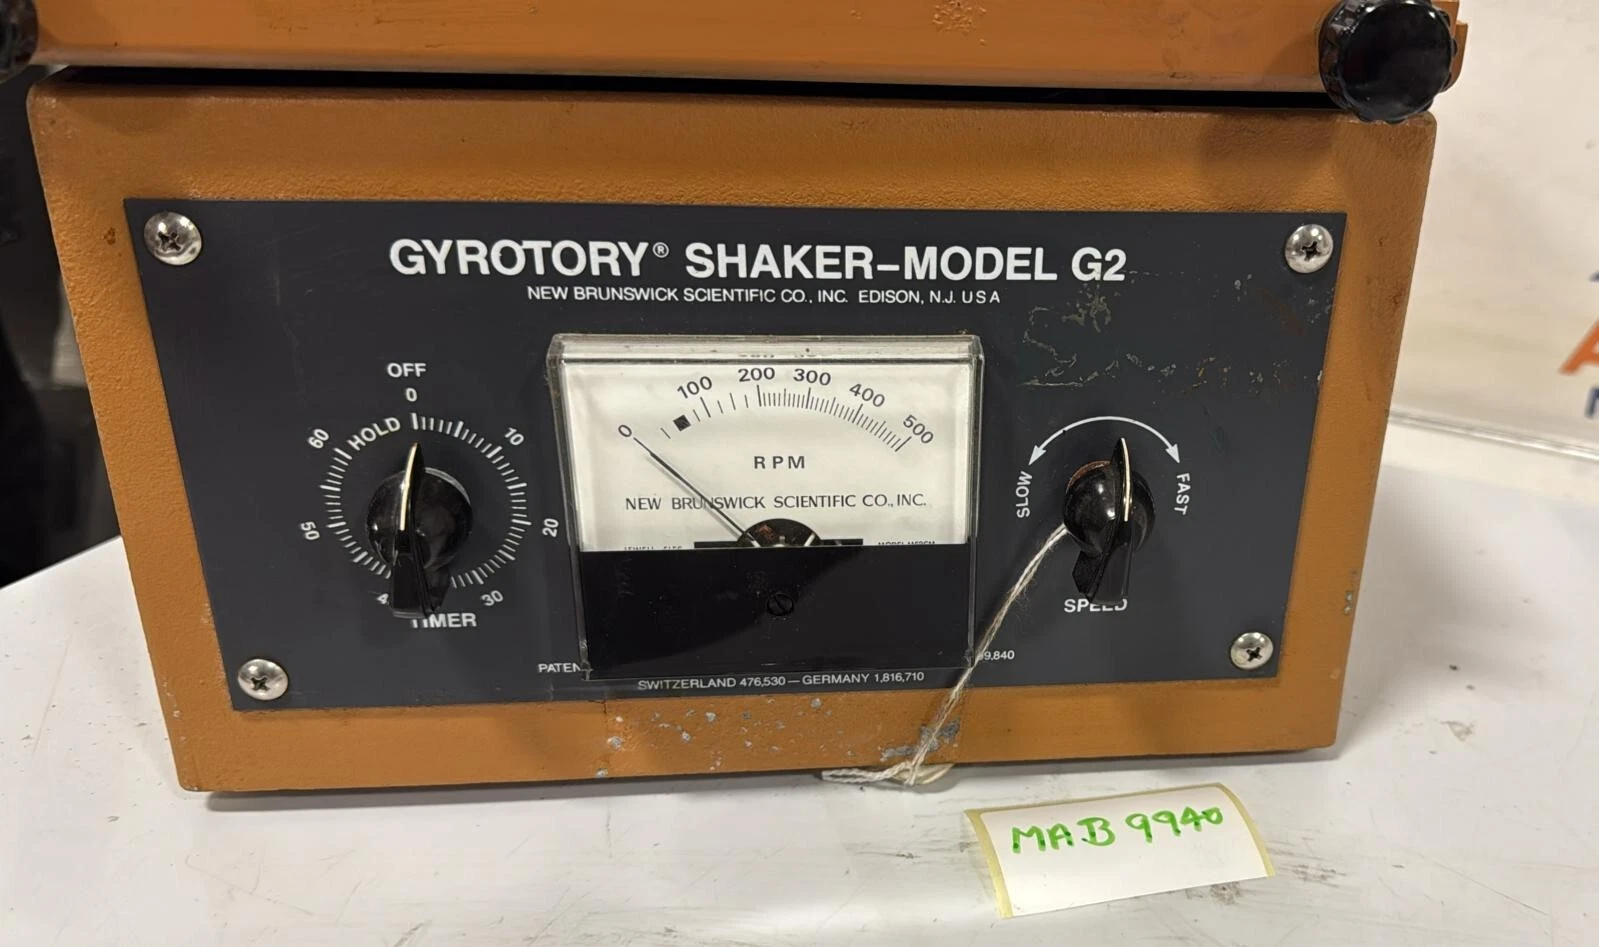 GYROTORY® SHAKER-MODEL G2
NEW BRUNSWICK SCIENTIFIC CO., INC. EDISON, N.J. USA
OFF
0
HOLD
10
20
30
50
60
TIMER
0 100 200 300 400 500
RPM
NEW BRUNSWICK SCIENTIFIC CO., INC.
SLOW
FAST
SPEED
SWITZERLAND 476,530 — GERMANY 1,816,710
MAB 9940